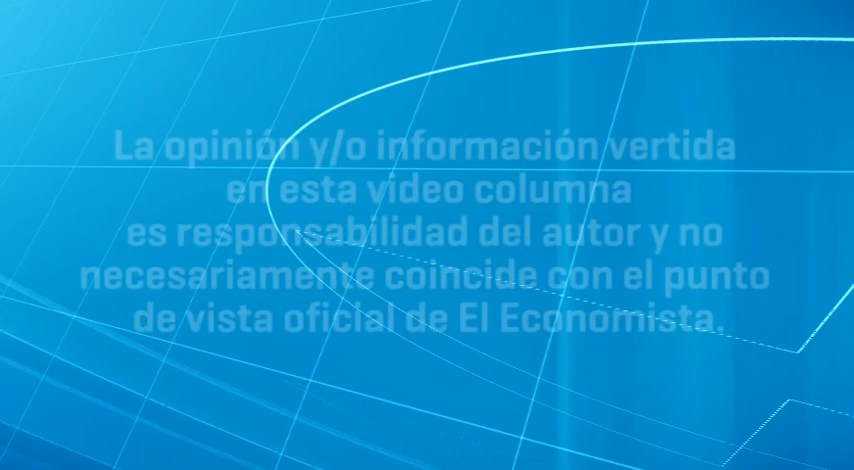 La opinión y/o información vertida
en esta video columna
es responsabilidad del autor y no
necesariamente coincide con el punto
de vista oficial de El Economista.